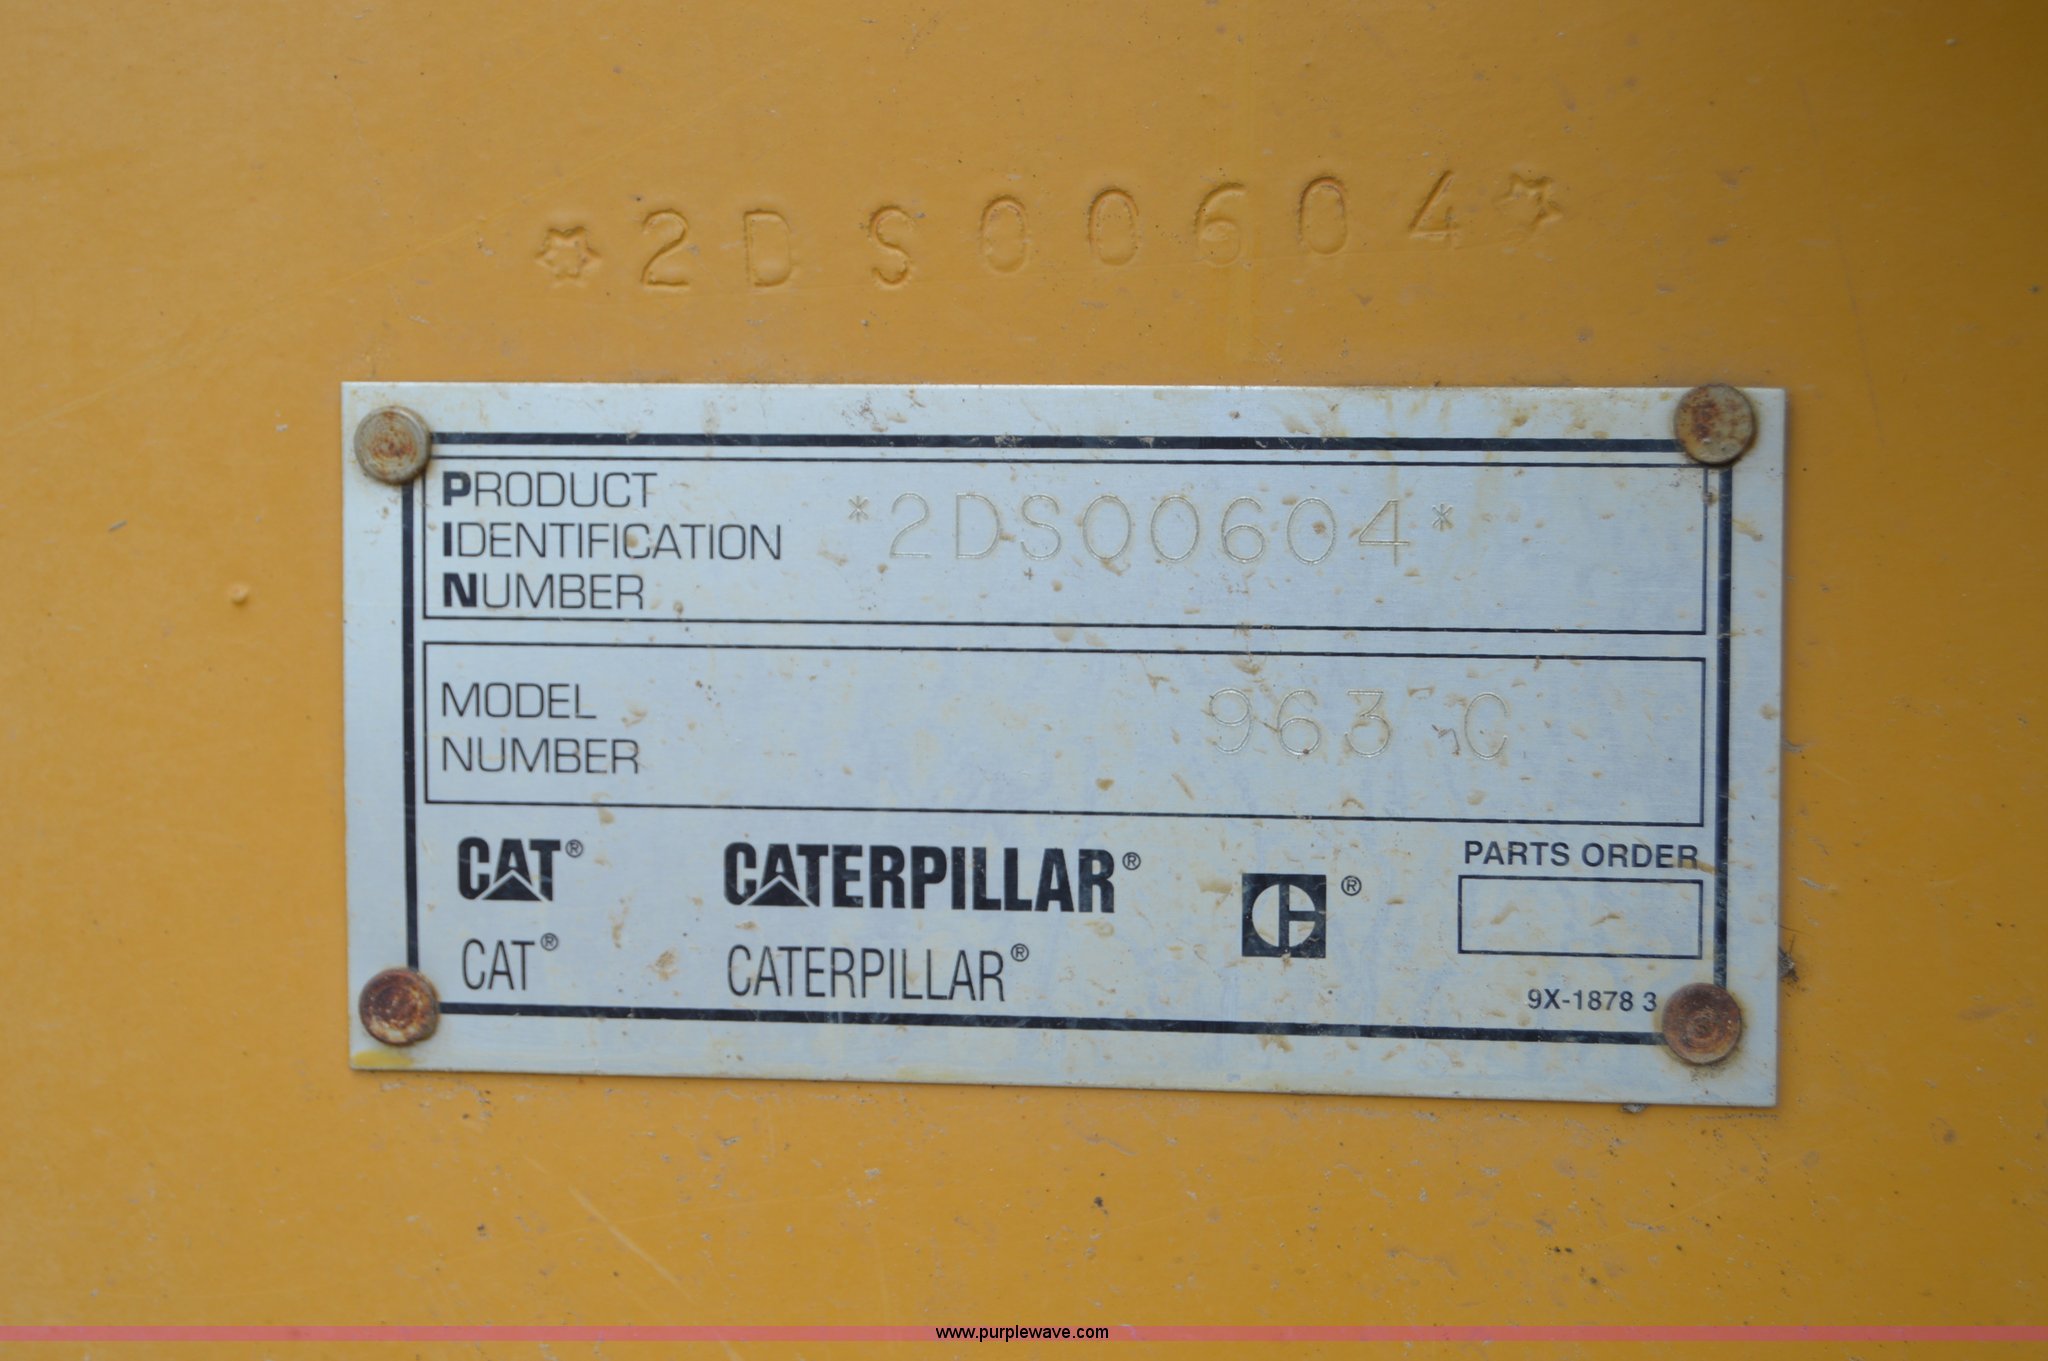 *2DS00604*
PRODUCT
IDENTIFICATION
NUMBER
*2DS00604*
MODEL
NUMBER
963 C
CAT® CATERPILLAR® ®
CAT® CATERPILLAR®
PARTS ORDER
9X-1878 3
www.purplewave.com